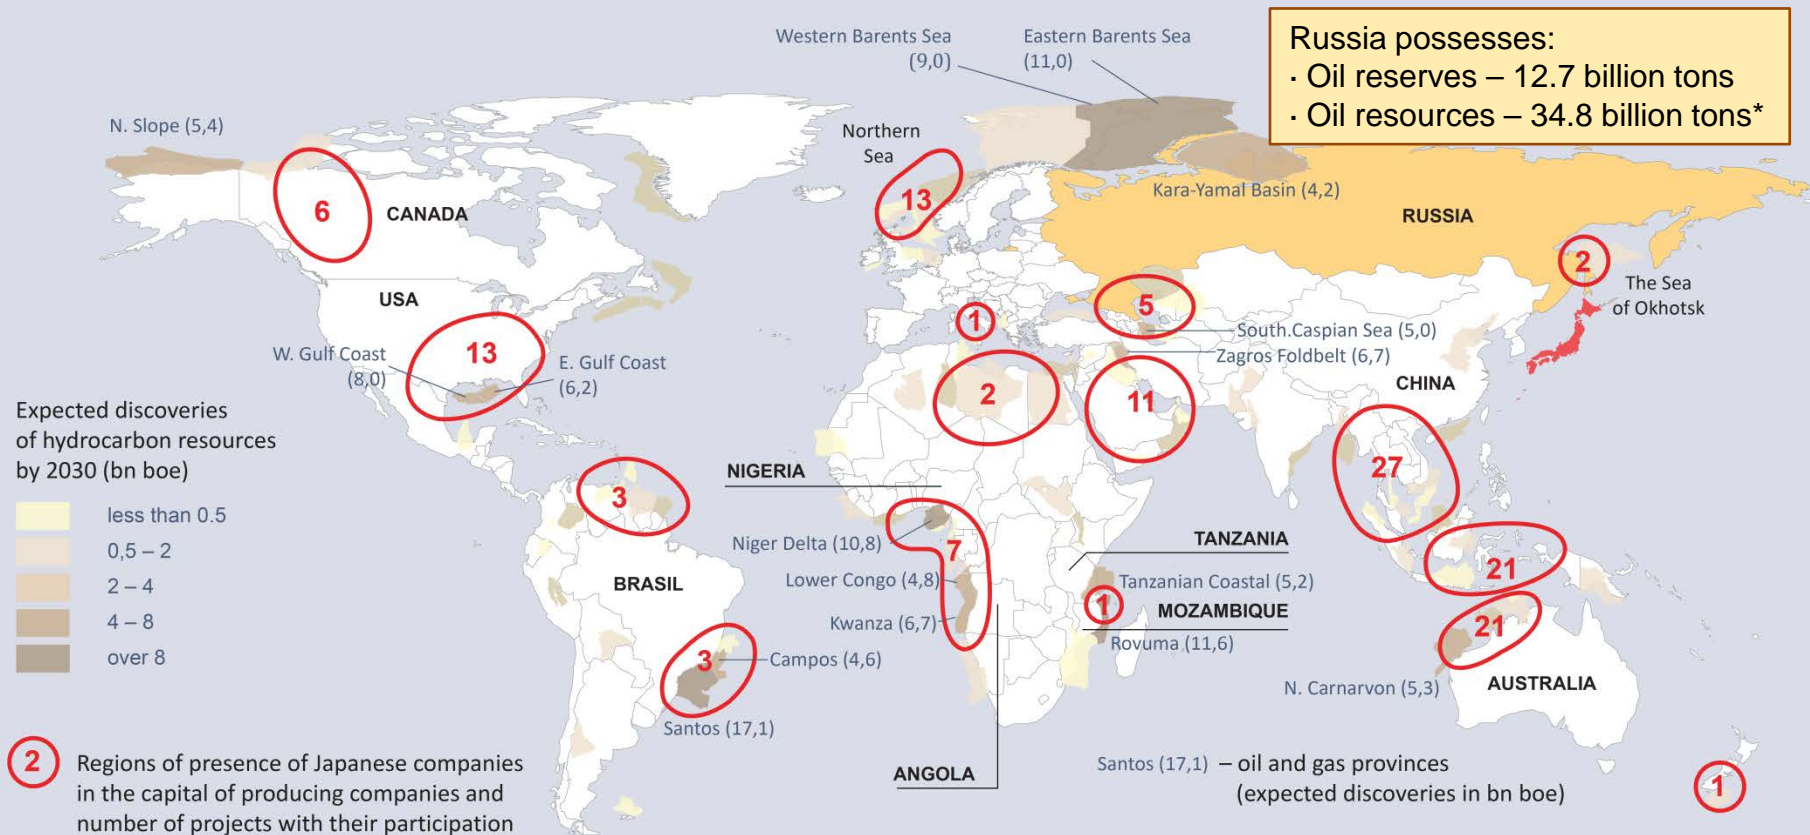 Russia possesses:
· Oil reserves – 12.7 billion tons
· Oil resources – 34.8 billion tons*
Western Barents Sea
(9,0)
Eastern Barents Sea
(11,0)
N. Slope (5,4)
Northern
Sea
13
Kara-Yamal Basin (4,2)
6
CANADA
RUSSIA
2
The Sea
of Okhotsk
USA
1
5
South.Caspian Sea (5,0)
Zagros Foldbelt (6,7)
W. Gulf Coast
(8,0)
13
E. Gulf Coast
(6,2)
2
11
CHINA
Expected discoveries
of hydrocarbon resources
by 2030 (bn boe)
less than 0.5
0,5 – 2
2 – 4
4 – 8
over 8
3
NIGERIA
27
Niger Delta (10,8)
7
TANZANIA
Lower Congo (4,8)
Tanzanian Coastal (5,2)
21
BRASIL
Kwanza (6,7)
1
MOZAMBIQUE
Rovuma (11,6)
21
3
Campos (4,6)
N. Carnarvon (5,3)
AUSTRALIA
Santos (17,1)
ANGOLA
2
Regions of presence of Japanese companies
in the capital of producing companies and
number of projects with their participation
Santos (17,1) – oil and gas provinces
(expected discoveries in bn boe)
1